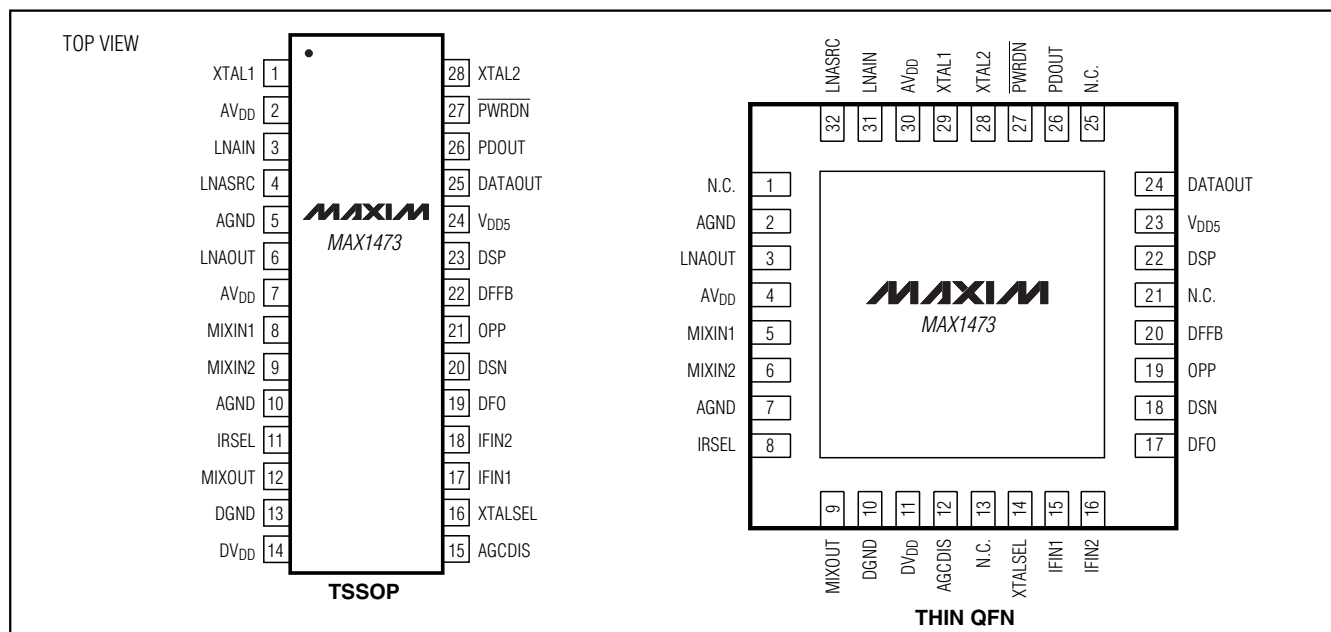 TOP VIEW
XTAL1 1
AVDD 2
LNAIN 3
LNASRC 4
AGND 5
LNAOUT 6
AVDD 7
MIXIN1 8
MIXIN2 9
AGND 10
IRSEL 11
MIXOUT 12
DGND 13
DVDD 14
MAXIM
MAX1473
28 XTAL2
27 PWRDN
26 PDOUT
25 DATAOUT
24 VDD5
23 DSP
22 DFFB
21 OPP
20 DSN
19 DFO
18 IFIN2
17 IFIN1
16 XTALSEL
15 AGCDIS
TSSOP
LNASRC LNAIN AVDD XTAL1 XTAL2 PWRDN PDOUT N.C.
32 31 30 29 28 27 26 25
N.C. 1
AGND 2
LNAOUT 3
AVDD 4
MIXIN1 5
MIXIN2 6
AGND 7
IRSEL 8
MAXIM
MAX1473
24 DATAOUT
23 VDD5
22 DSP
21 N.C.
20 DFFB
19 OPP
18 DSN
17 DFO
9 10 11 12 13 14 15 16
MIXOUT DGND DVDD AGCDIS N.C. XTALSEL IFIN1 IFIN2
THIN QFN